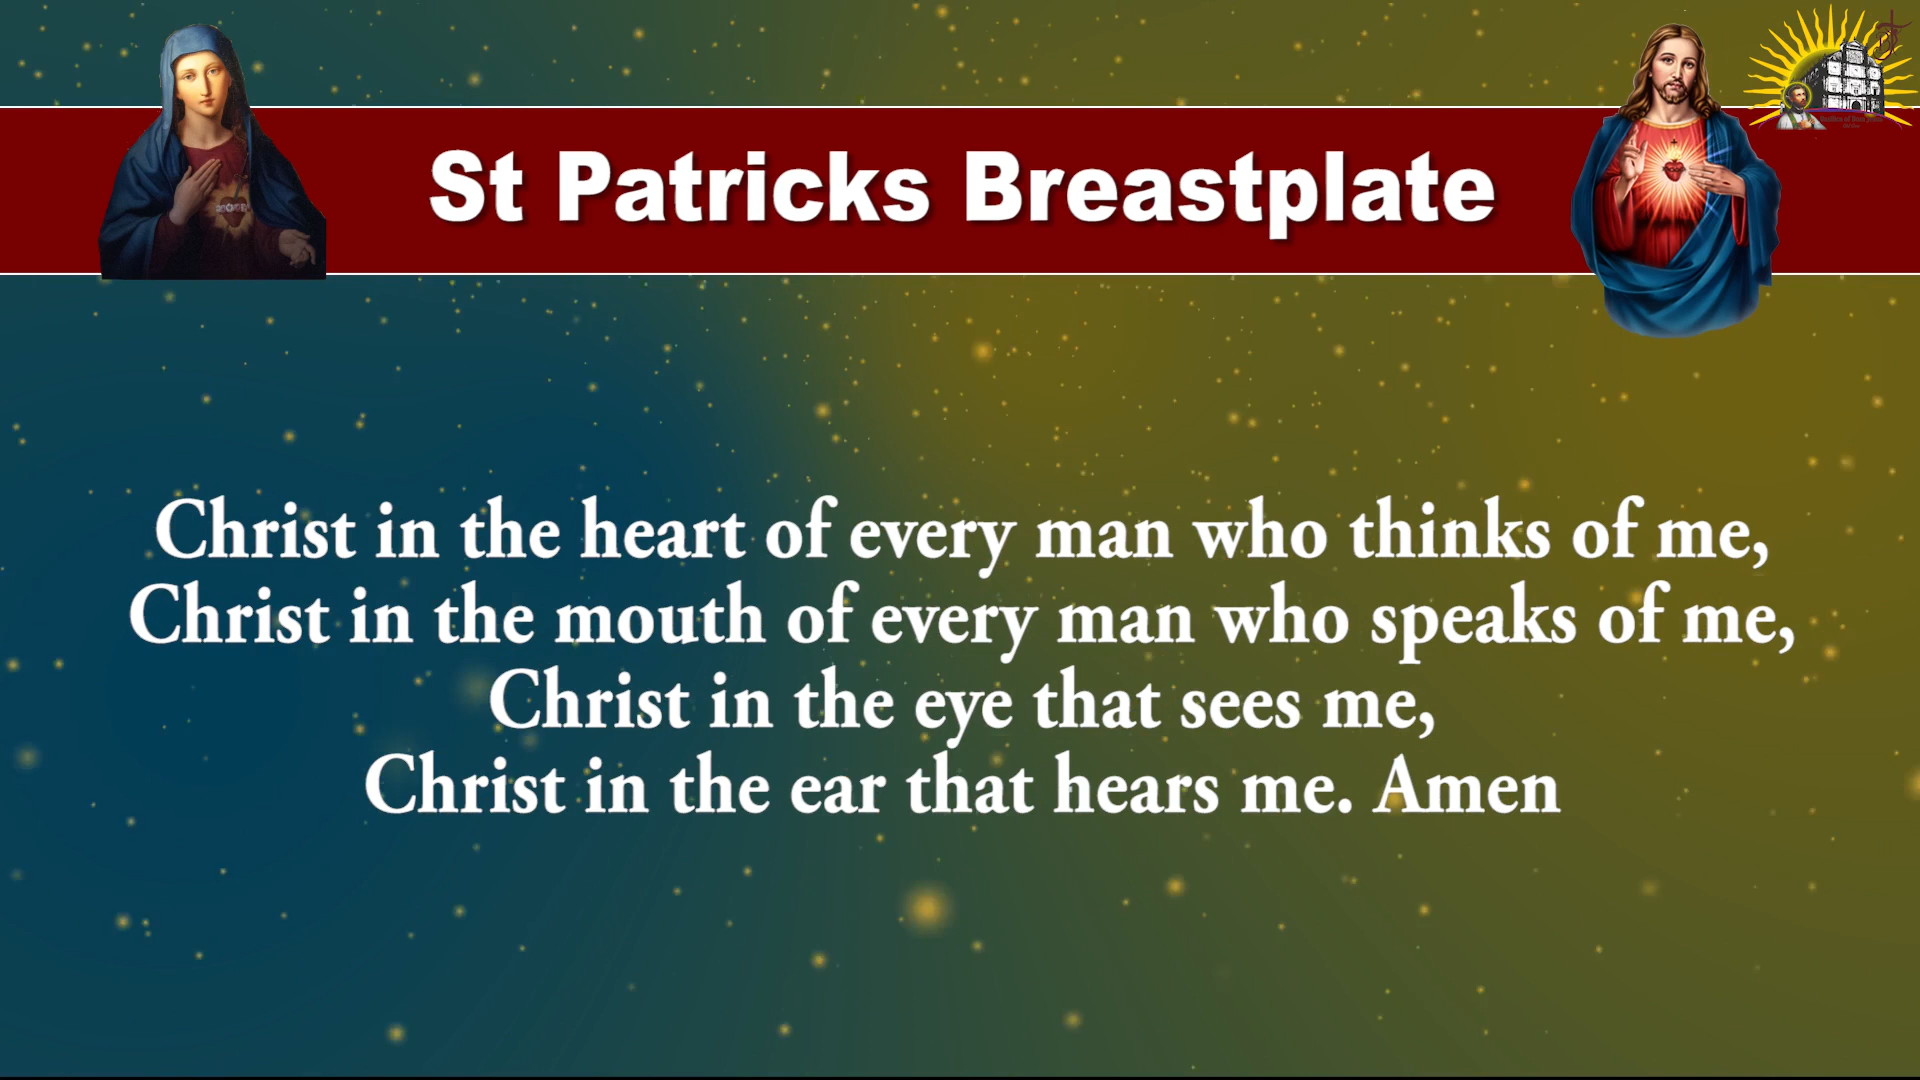 St Patricks Breastplate
Christ in the heart of every man who thinks of me,
Christ in the mouth of every man who speaks of me,
Christ in the eye that sees me,
Christ in the ear that hears me. Amen